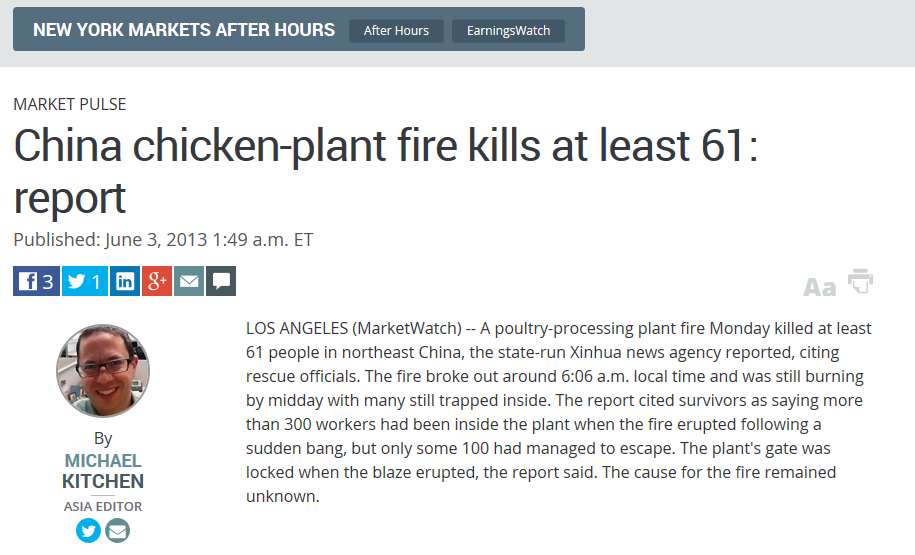 NEW YORK MARKETS AFTER HOURS After Hours EarningsWatch
MARKET PULSE
China chicken-plant fire kills at least 61:
report
Published: June 3, 2013 1:49 a.m. ET
f 3 1 in g+
Aa
LOS ANGELES (MarketWatch) -- A poultry-processing plant fire Monday killed at least
61 people in northeast China, the state-run Xinhua news agency reported, citing
rescue officials. The fire broke out around 6:06 a.m. local time and was still burning
by midday with many still trapped inside. The report cited survivors as saying more
than 300 workers had been inside the plant when the fire erupted following a
sudden bang, but only some 100 had managed to escape. The plant's gate was
locked when the blaze erupted, the report said. The cause for the fire remained
unknown.
By
MICHAEL
KITCHEN
ASIA EDITOR